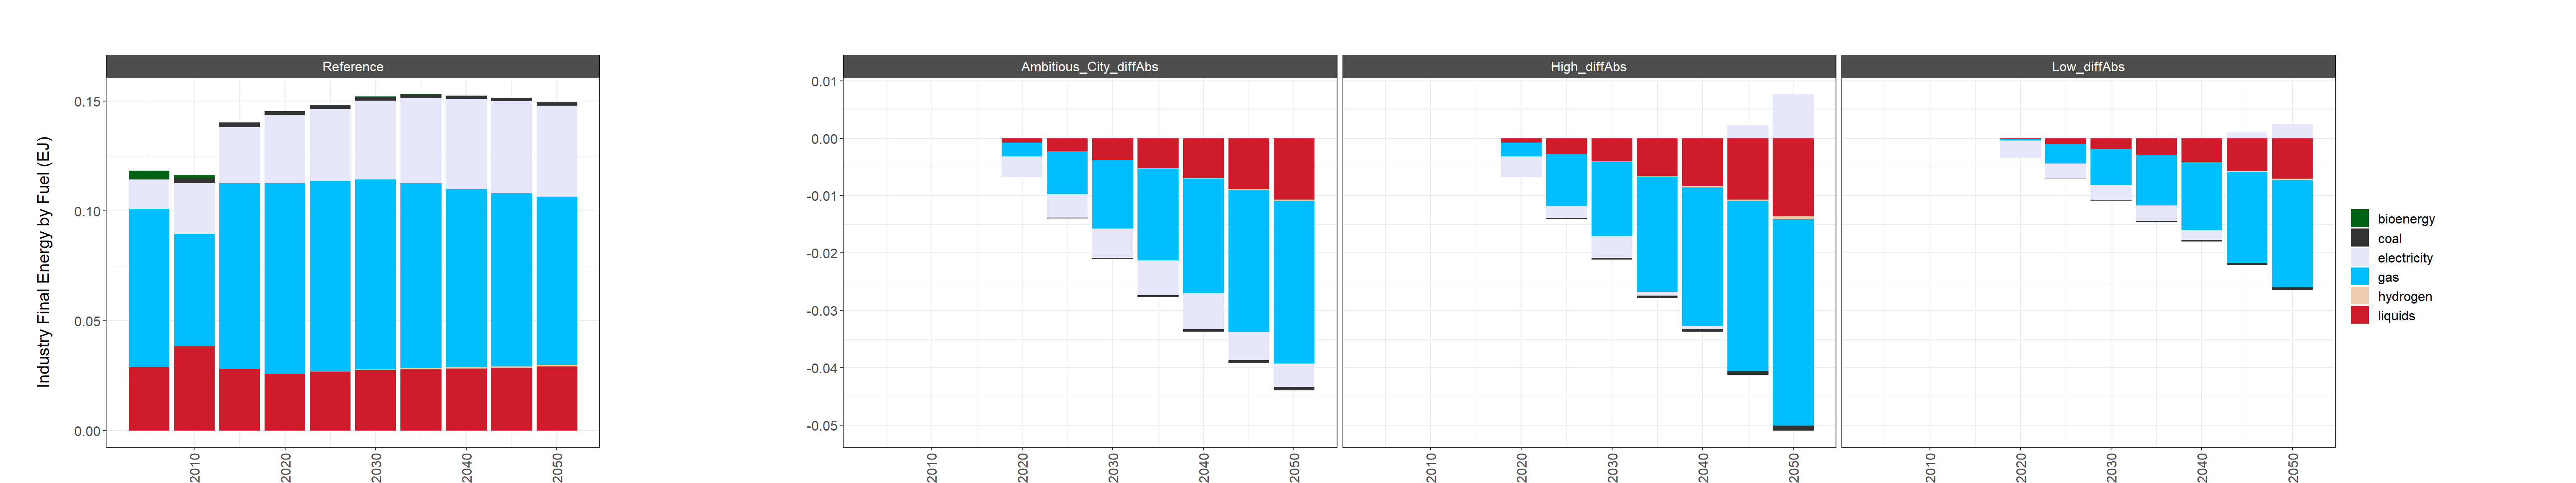 Industry Final Energy by Fuel (EJ)
Reference
0.15
0.10
0.05
0.00
2010
2020
2030
2040
2050
Ambitious_City_diffAbs
High_diffAbs
Low_diffAbs
0.01
0.00
-0.01
-0.02
-0.03
-0.04
-0.05
2010
2020
2030
2040
2050
2010
2020
2030
2040
2050
2010
2020
2030
2040
2050
bioenergy
coal
electricity
gas
hydrogen
liquids